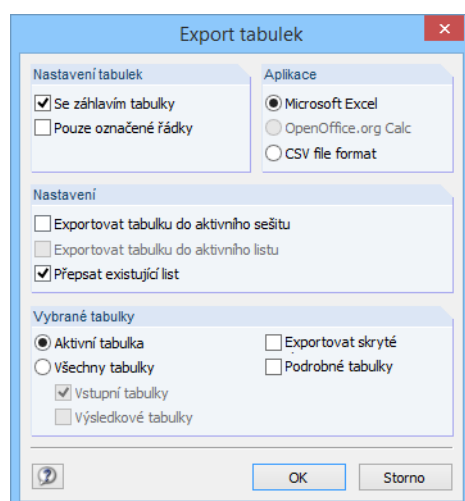 Export tabulek
Nastavení tabulek
Se záhlavím tabulky
Pouze označené řádky
Aplikace
Microsoft Excel
OpenOffice.org Calc
CSV file format
Nastavení
Exportovat tabulku do aktivního sešitu
Exportovat tabulku do aktivního listu
Přepsat existující list
Vybrané tabulky
Aktivní tabulka
Všechny tabulky
Vstupní tabulky
Výsledkové tabulky
Exportovat skryté
Podrobné tabulky
OK
Storno